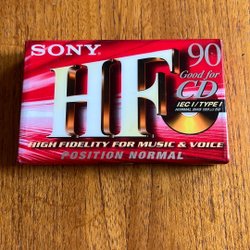 SONY
90
HF
Good for
CD
IEC I / TYPE I
HIGH FIDELITY FOR MUSIC & VOICE
POSITION NORMAL